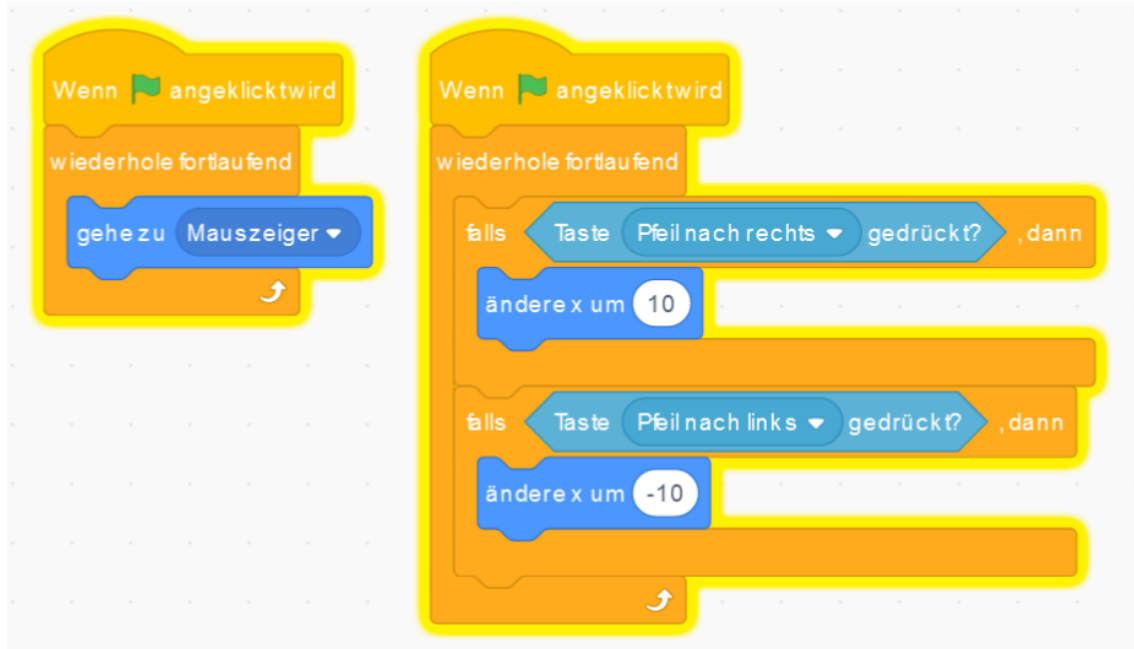 Wenn angeklickt wird
wiederhole fortlaufend
gehe zu Mauszeiger
Wenn angeklickt wird
wiederhole fortlaufend
falls Taste Pfeil nach rechts gedrückt? , dann
ändere x um 10
falls Taste Pfeil nach links gedrückt? , dann
ändere x um -10